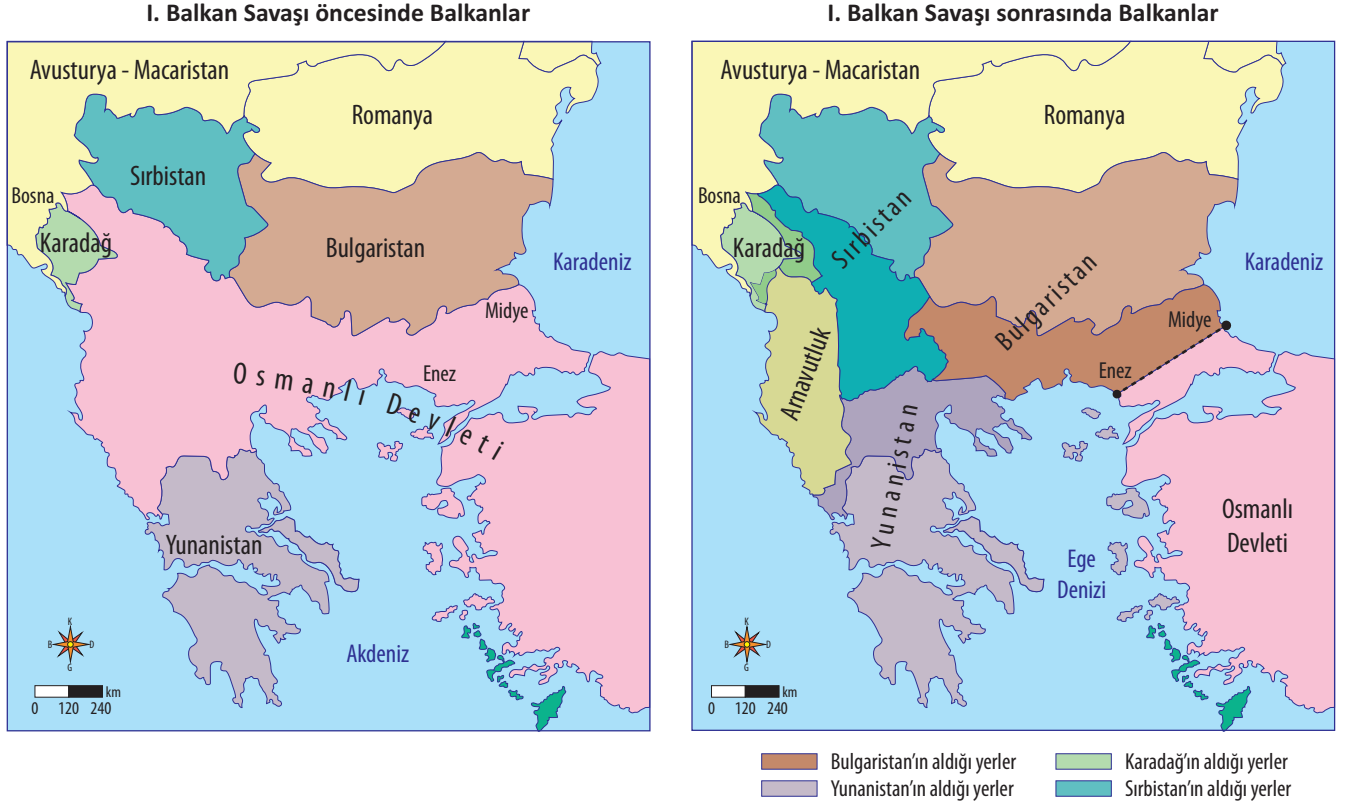 I. Balkan Savaşı öncesinde Balkanlar
Avusturya - Macaristan
Romanya
Sırbistan
Bosna
Karadağ
Bulgaristan
Karadeniz
Midye
Osmanlı Devleti
Enez
Yunanistan
Akdeniz
K
B
D
G
km
0 120 240
I. Balkan Savaşı sonrasında Balkanlar
Avusturya - Macaristan
Romanya
Bosna
Karadağ
Sırbistan
Karadeniz
Bulgaristan
Midye
Arnavutluk
Enez
Yunanistan
Osmanlı
Devleti
Ege
Denizi
K
B
D
G
km
0 120 240
Bulgaristan'ın aldığı yerler
Karadağ'ın aldığı yerler
Yunanistan'ın aldığı yerler
Sırbistan'ın aldığı yerler